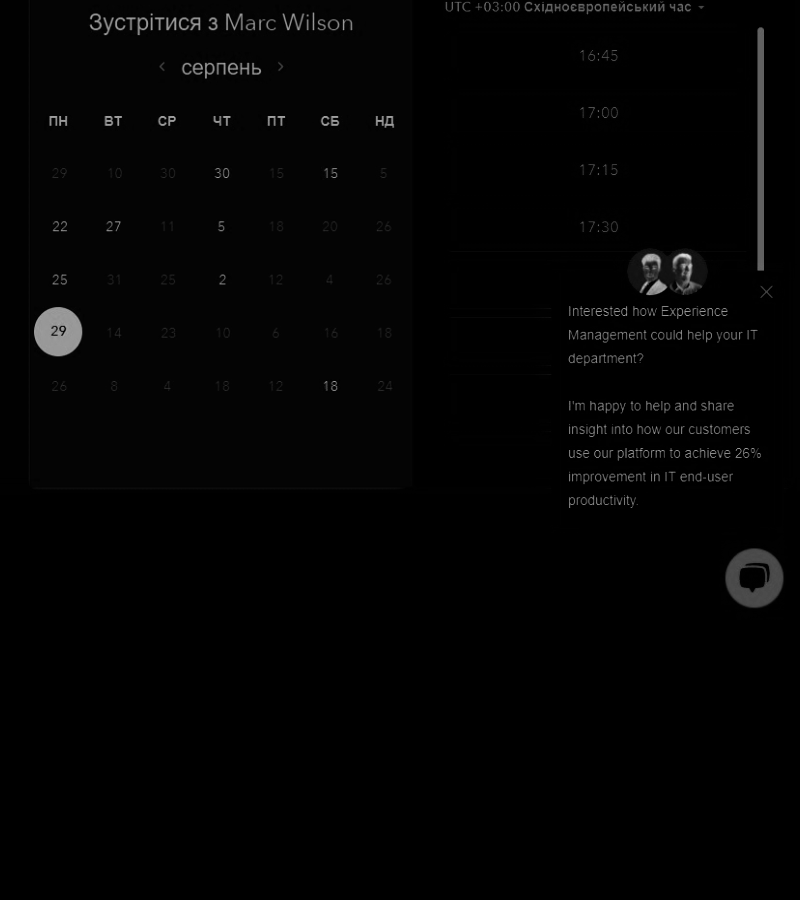 Зустрітися з Marc Wilson
серпень
ПН ВТ СР ЧТ ПТ СБ НД
29 10 30 30 15 15 5
22 27 11 5 18 20 26
25 31 25 2 12 4 26
29 14 23 10 6 16 18
26 8 4 18 12 18 24
UTC +03:00 Східноєвропейський час
16:45
17:00
17:15
17:30
Interested how Experience
Management could help your IT
department?
I'm happy to help and share
insight into how our customers
use our platform to achieve 26%
improvement in IT end-user
productivity.